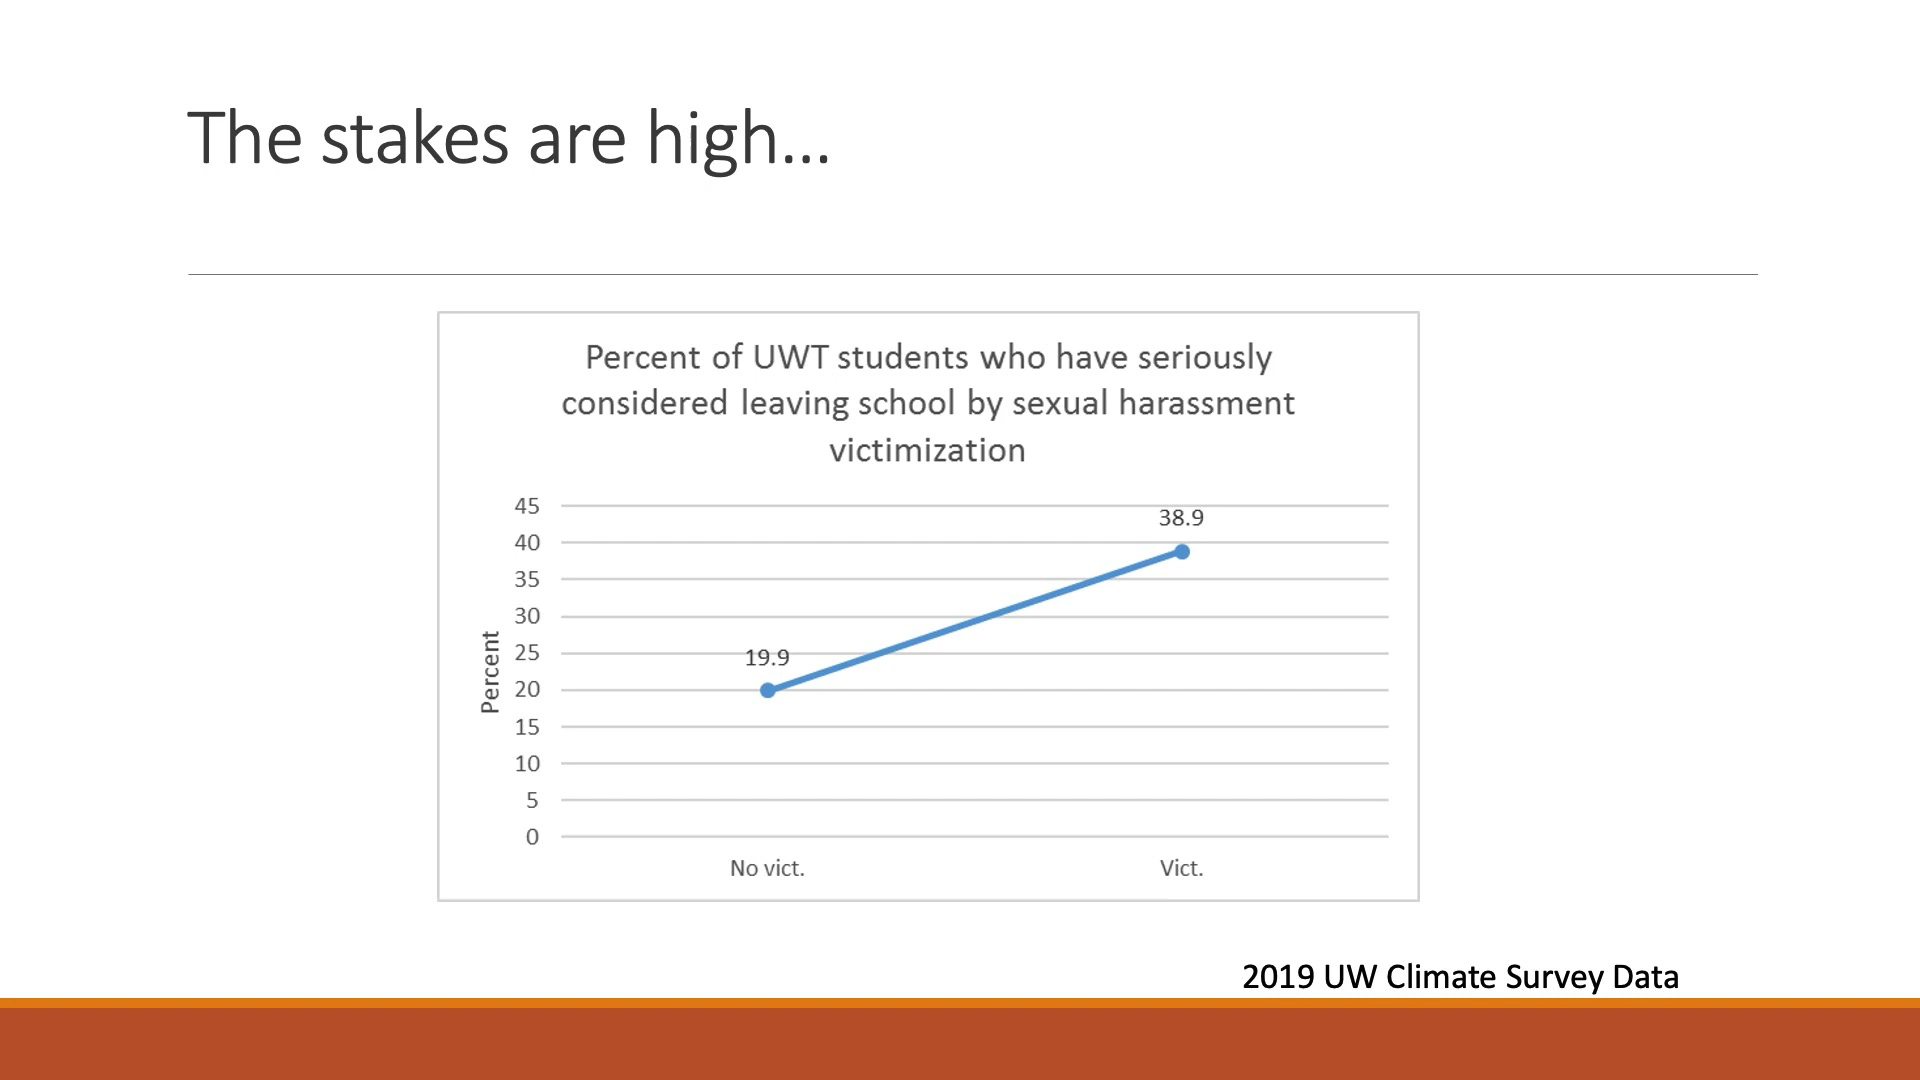 The stakes are high...
Percent of UWT students who have seriously
considered leaving school by sexual harassment
victimization
45
40
35
30
25
20
15
10
5
0
Percent
19.9
38.9
No vict.
Vict.
2019 UW Climate Survey Data